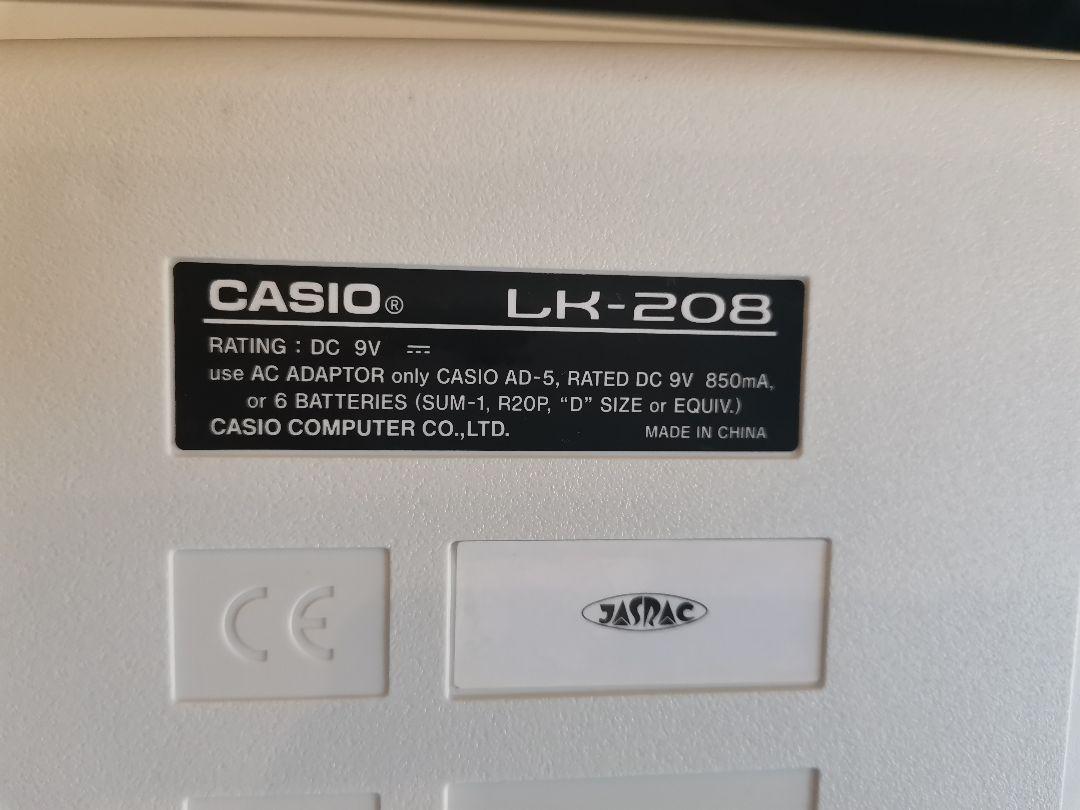 CASIO® LK-208
RATING : DC 9V ⎓
use AC ADAPTOR only CASIO AD-5, RATED DC 9V 850mA,
or 6 BATTERIES (SUM-1, R20P, “D” SIZE or EQUIV.)
CASIO COMPUTER CO.,LTD. MADE IN CHINA
CE JASRAC